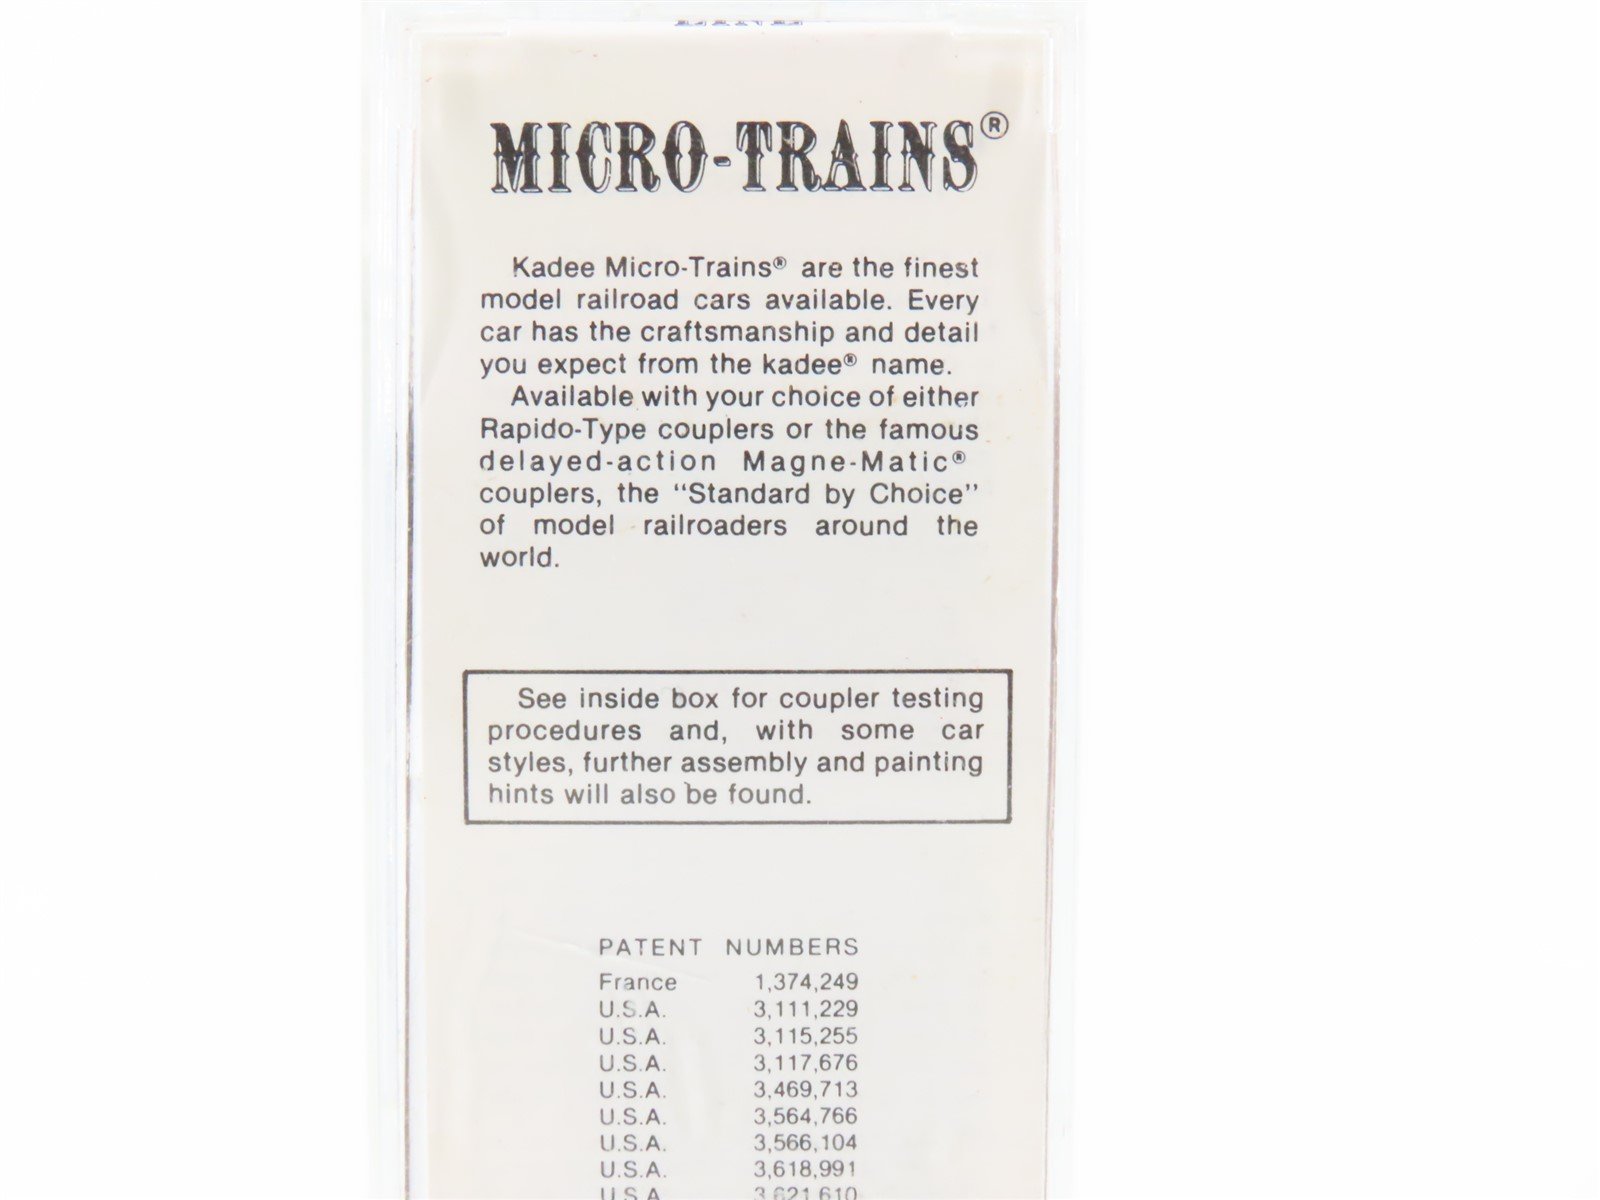 MICRO-TRAINS®
Kadee Micro-Trains® are the finest
model railroad cars available. Every
car has the craftsmanship and detail
you expect from the kadee® name.
Available with your choice of either
Rapido-Type couplers or the famous
delayed-action Magne-Matic®
couplers, the "Standard by Choice"
of model railroaders around the
world.
See inside box for coupler testing
procedures and, with some car
styles, further assembly and painting
hints will also be found.
PATENT NUMBERS
France 1,374,249
U.S.A. 3,111,229
U.S.A. 3,115,255
U.S.A. 3,117,676
U.S.A. 3,469,713
U.S.A. 3,564,766
U.S.A. 3,566,104
U.S.A. 3,618,991
U.S.A. 3,621,610